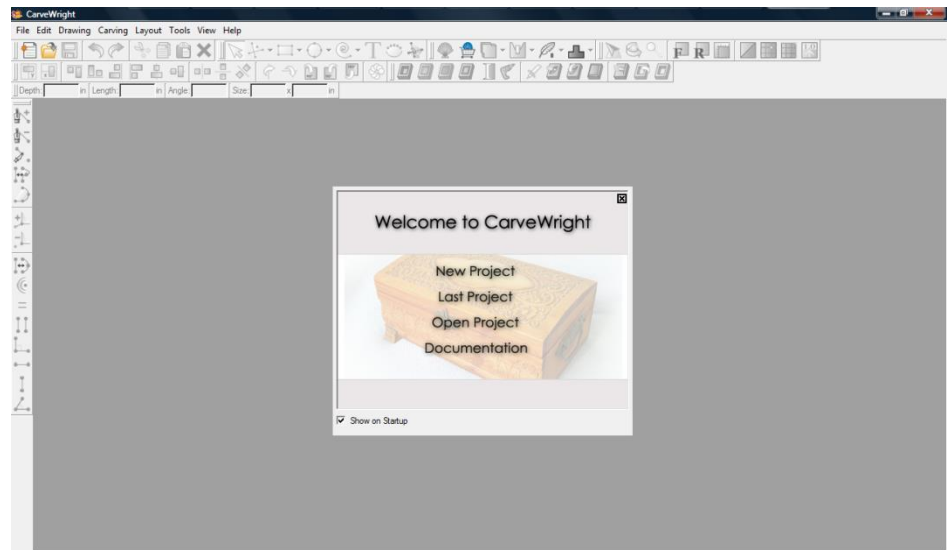 CarveWright
File Edit Drawing Carving Layout Tools View Help
F R
Depth: in Length: in Angle: Size: x in
Welcome to CarveWright
New Project
Last Project
Open Project
Documentation
Show on Startup